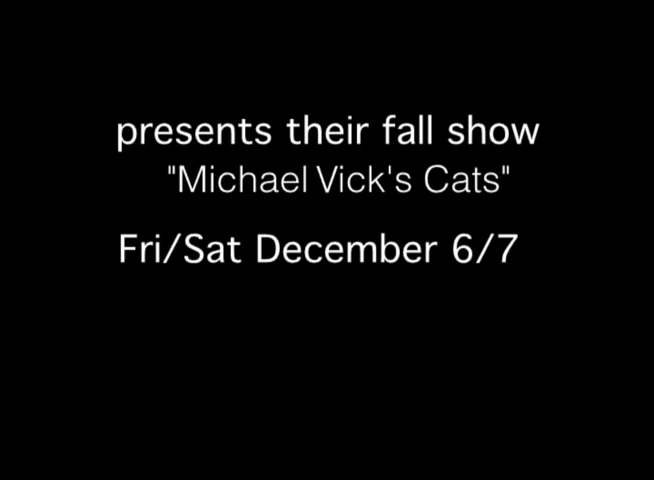 presents their fall show
"Michael Vick's Cats"
Fri/Sat December 6/7